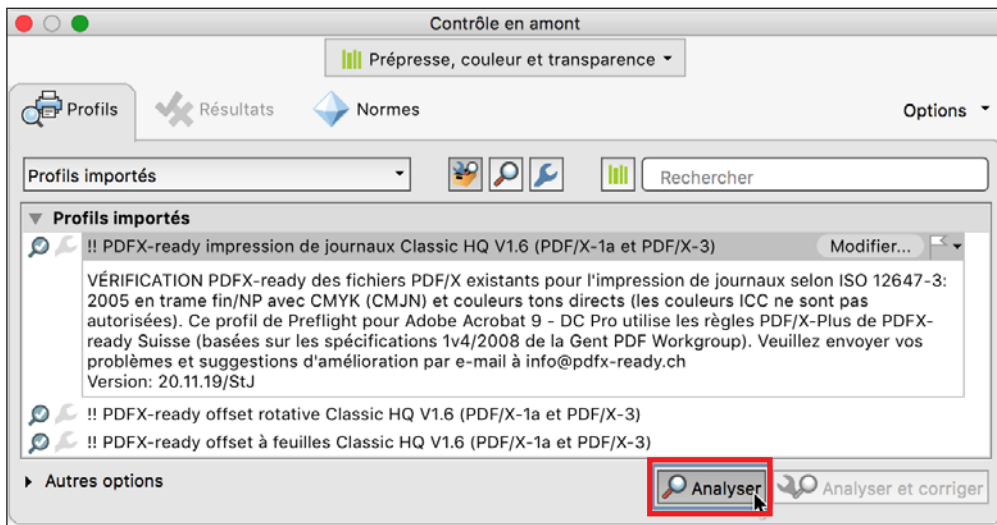 Contrôle en amont
Prépresse, couleur et transparence
Profils Résultats Normes Options
Profils importés Rechercher
Profils importés
!! PDFX-ready impression de journaux Classic HQ V1.6 (PDF/X-1a et PDF/X-3) Modifier...
VÉRIFICATION PDFX-ready des fichiers PDF/X existants pour l'impression de journaux selon ISO 12647-3:
2005 en trame fin/NP avec CMYK (CMJN) et couleurs tons directs (les couleurs ICC ne sont pas
autorisées). Ce profil de Preflight pour Adobe Acrobat 9 - DC Pro utilise les règles PDF/X-Plus de PDFX-
ready Suisse (basées sur les spécifications 1v4/2008 de la Gent PDF Workgroup). Veuillez envoyer vos
problèmes et suggestions d'amélioration par e-mail à info@pdfx-ready.ch
Version: 20.11.19/StJ
!! PDFX-ready offset rotative Classic HQ V1.6 (PDF/X-1a et PDF/X-3)
!! PDFX-ready offset à feuilles Classic HQ V1.6 (PDF/X-1a et PDF/X-3)
Autres options Analyser Analyser et corriger